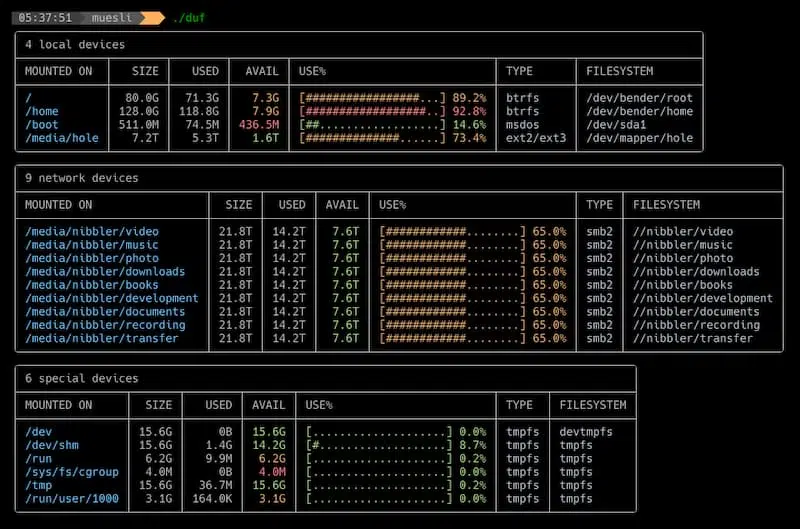 05:37:51 muesli ./duf
4 local devices
MOUNTED ON SIZE USED AVAIL USE% TYPE FILESYSTEM
/ 80.0G 71.3G 7.3G [#################...] 89.2% btrfs /dev/bender/root
/home 128.0G 118.8G 7.9G [##################..] 92.8% btrfs /dev/bender/home
/boot 511.0M 74.5M 436.5M [##..................] 14.6% msdos /dev/sda1
/media/hole 7.2T 5.3T 1.6T [##############......] 73.4% ext2/ext3 /dev/mapper/hole
9 network devices
MOUNTED ON SIZE USED AVAIL USE% TYPE FILESYSTEM
/media/nibbler/video 21.8T 14.2T 7.6T [############........] 65.0% smb2 //nibbler/video
/media/nibbler/music 21.8T 14.2T 7.6T [############........] 65.0% smb2 //nibbler/music
/media/nibbler/photo 21.8T 14.2T 7.6T [############........] 65.0% smb2 //nibbler/photo
/media/nibbler/downloads 21.8T 14.2T 7.6T [############........] 65.0% smb2 //nibbler/downloads
/media/nibbler/books 21.8T 14.2T 7.6T [############........] 65.0% smb2 //nibbler/books
/media/nibbler/development 21.8T 14.2T 7.6T [############........] 65.0% smb2 //nibbler/development
/media/nibbler/documents 21.8T 14.2T 7.6T [############........] 65.0% smb2 //nibbler/documents
/media/nibbler/recording 21.8T 14.2T 7.6T [############........] 65.0% smb2 //nibbler/recording
/media/nibbler/transfer 21.8T 14.2T 7.6T [############........] 65.0% smb2 //nibbler/transfer
6 special devices
MOUNTED ON SIZE USED AVAIL USE% TYPE FILESYSTEM
/dev 15.6G 0B 15.6G [....................] 0.0% tmpfs devtmpfs
/dev/shm 15.6G 1.4G 14.2G [#...................] 8.7% tmpfs tmpfs
/run 6.2G 9.9M 6.2G [....................] 0.2% tmpfs tmpfs
/sys/fs/cgroup 4.0M 0B 4.0M [....................] 0.0% tmpfs tmpfs
/tmp 15.6G 36.7M 15.6G [....................] 0.2% tmpfs tmpfs
/run/user/1000 3.1G 164.0K 3.1G [....................] 0.0% tmpfs tmpfs